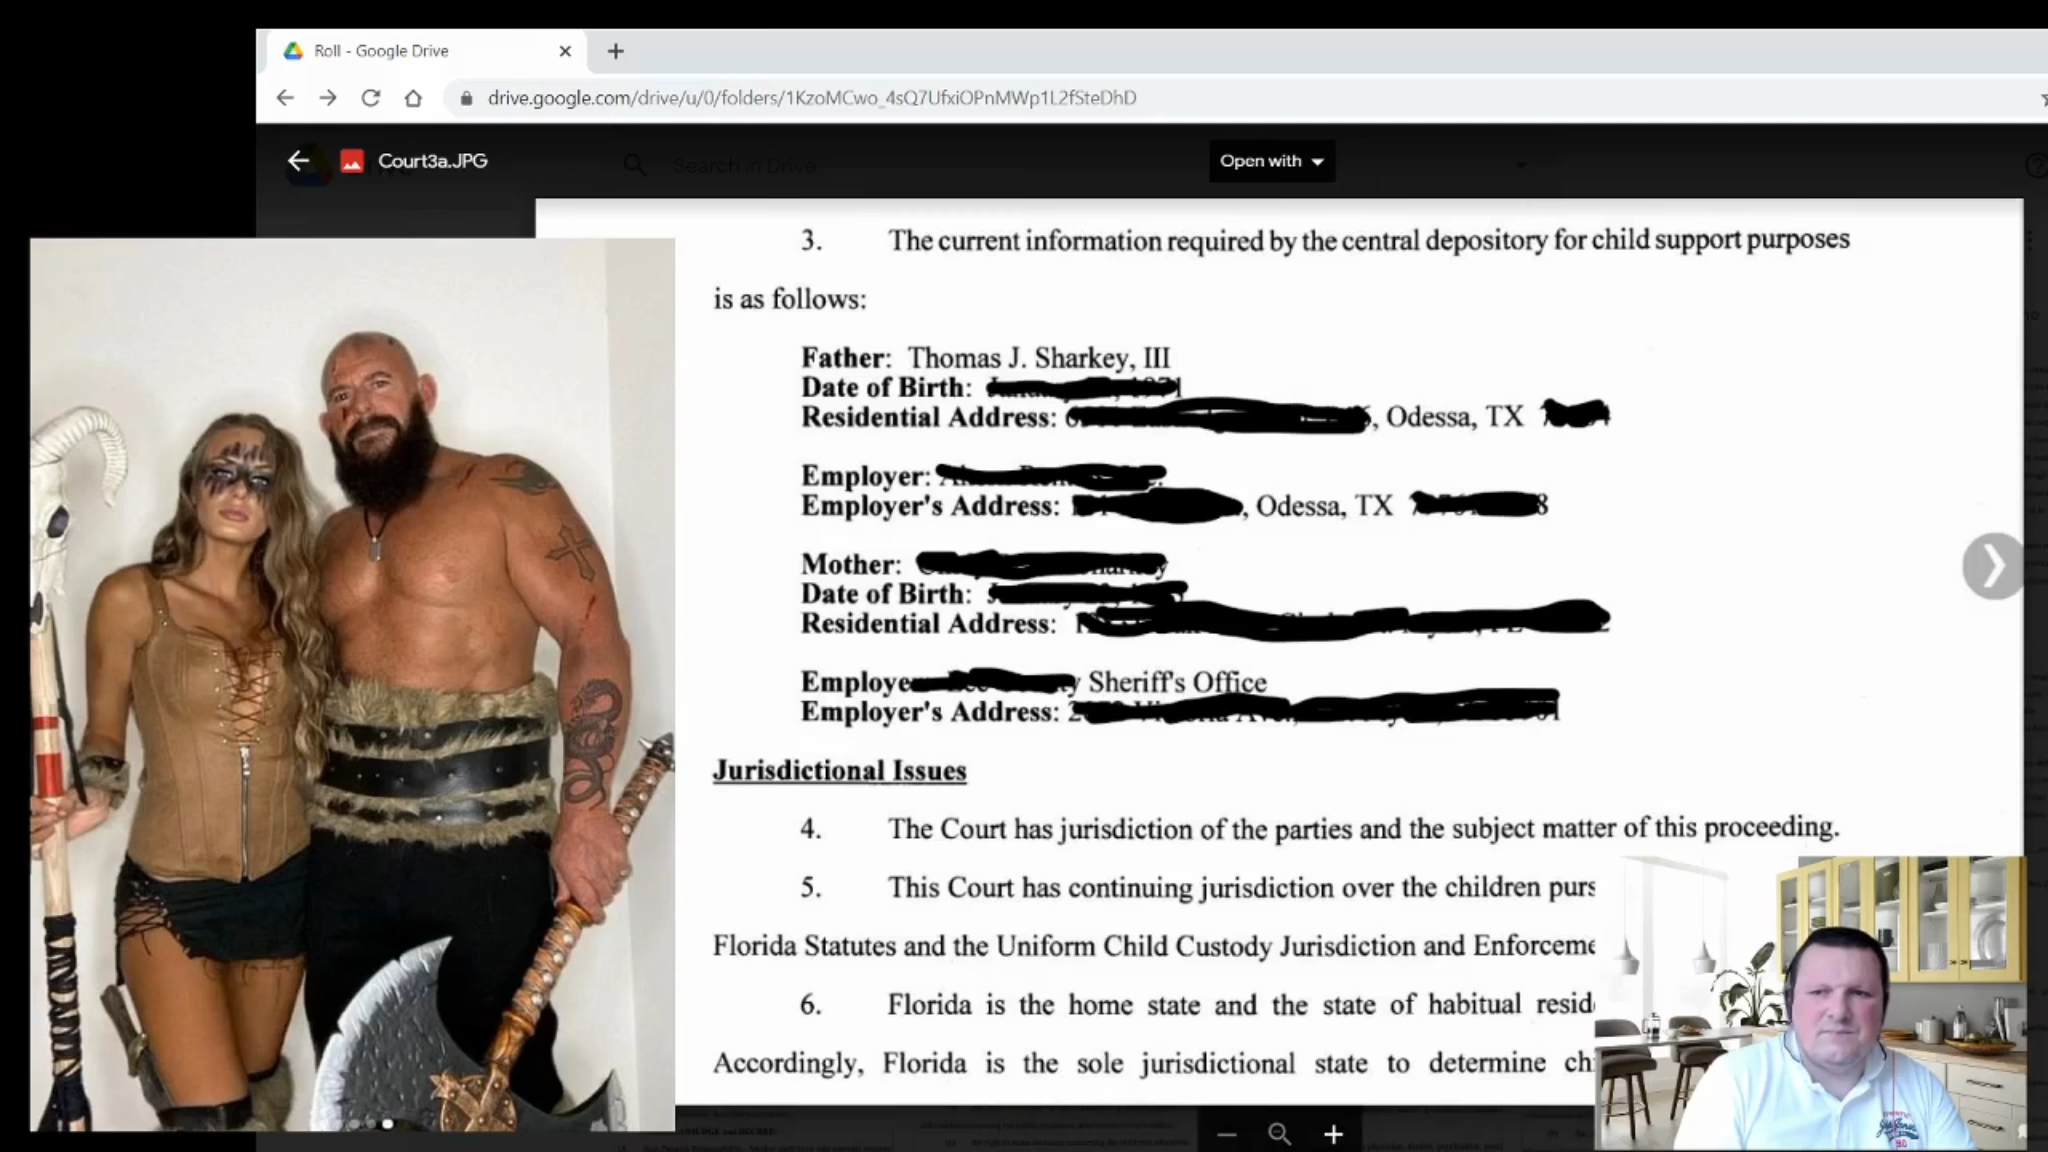 Roll - Google Drive
drive.google.com/drive/u/0/folders/1KzoMCwo_4sQ7UfxiOPnMWp1L2fSteDhD
Court3a.JPG
Search in Drive
Open with
3. The current information required by the central depository for child support purposes
is as follows:
Father: Thomas J. Sharkey, III
Date of Birth:
Residential Address: , Odessa, TX
Employer:
Employer's Address: , Odessa, TX 8
Mother:
Date of Birth:
Residential Address:
Employe Sheriff's Office
Employer's Address: 2
Jurisdictional Issues
4. The Court has jurisdiction of the parties and the subject matter of this proceeding.
5. This Court has continuing jurisdiction over the children purs
Florida Statutes and the Uniform Child Custody Jurisdiction and Enforceme
6. Florida is the home state and the state of habitual resid
Accordingly, Florida is the sole jurisdictional state to determine ch